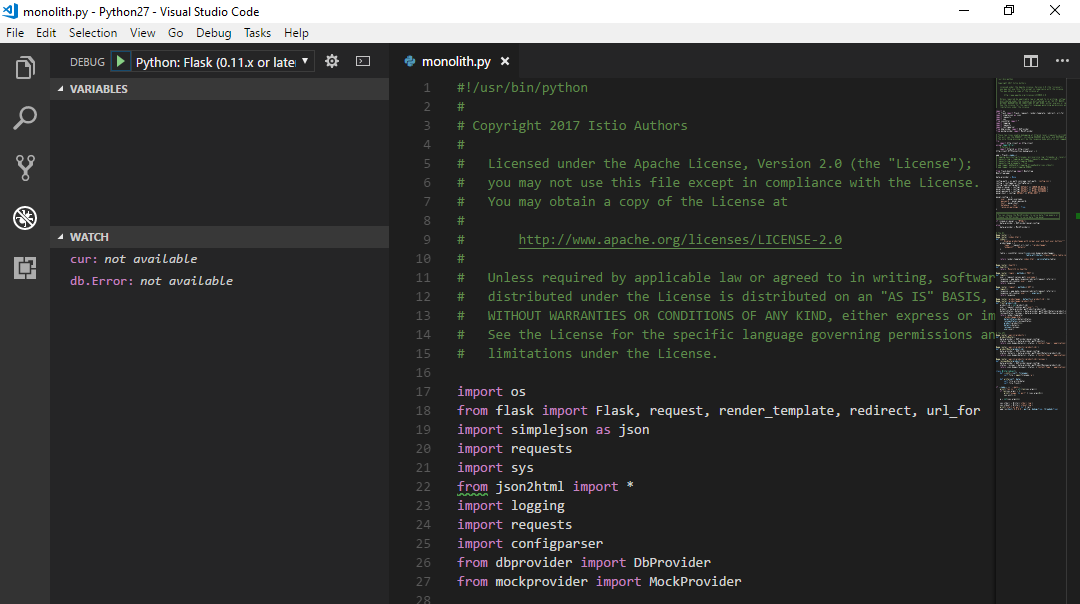 monolith.py - Python27 - Visual Studio Code
File Edit Selection View Go Debug Tasks Help
DEBUG Python: Flask (0.11.x or later
monolith.py
VARIABLES
WATCH
cur: not available
db.Error: not available
1 #!/usr/bin/python
2 #
3 # Copyright 2017 Istio Authors
4 #
5 #   Licensed under the Apache License, Version 2.0 (the "License");
6 #   you may not use this file except in compliance with the License.
7 #   You may obtain a copy of the License at
8 #
9 #       http://www.apache.org/licenses/LICENSE-2.0
10 #
11 #   Unless required by applicable law or agreed to in writing, softwar
12 #   distributed under the License is distributed on an "AS IS" BASIS,
13 #   WITHOUT WARRANTIES OR CONDITIONS OF ANY KIND, either express or im
14 #   See the License for the specific language governing permissions an
15 #   limitations under the License.
16
17 import os
18 from flask import Flask, request, render_template, redirect, url_for
19 import simplejson as json
20 import requests
21 import sys
22 from json2html import *
23 import logging
24 import requests
25 import configparser
26 from dbprovider import DbProvider
27 from mockprovider import MockProvider
28